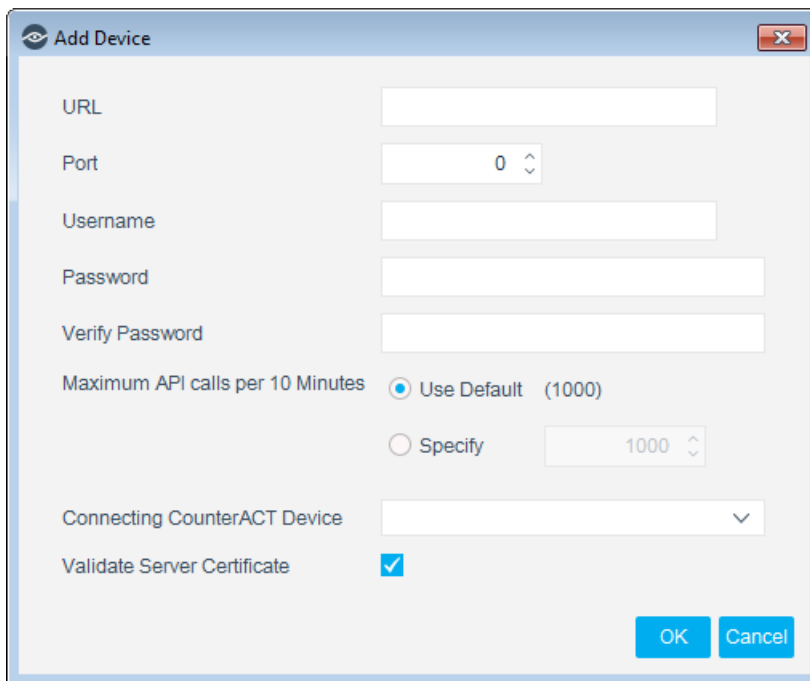 Add Device
URL
Port 0
Username
Password
Verify Password
Maximum API calls per 10 Minutes Use Default (1000)
Specify 1000
Connecting CounterACT Device
Validate Server Certificate
OK Cancel